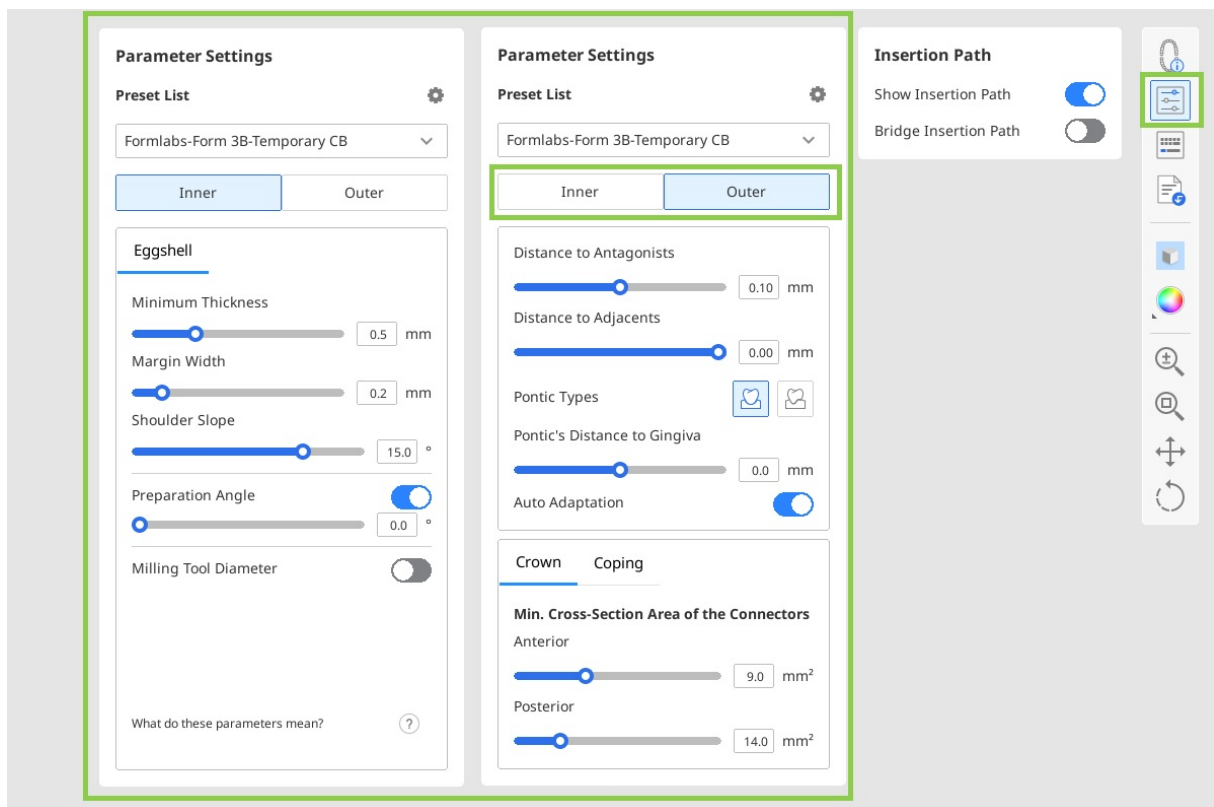 Parameter Settings
Preset List
Formlabs-Form 3B-Temporary CB
Inner Outer
Eggshell
Minimum Thickness
0.5 mm
Margin Width
0.2 mm
Shoulder Slope
15.0 °
Preparation Angle
0.0 °
Milling Tool Diameter
What do these parameters mean? ?
Parameter Settings
Preset List
Formlabs-Form 3B-Temporary CB
Inner Outer
Distance to Antagonists
0.10 mm
Distance to Adjacents
0.00 mm
Pontic Types
Pontic's Distance to Gingiva
0.0 mm
Auto Adaptation
Crown Coping
Min. Cross-Section Area of the Connectors
Anterior
9.0 mm²
Posterior
14.0 mm²
Insertion Path
Show Insertion Path
Bridge Insertion Path